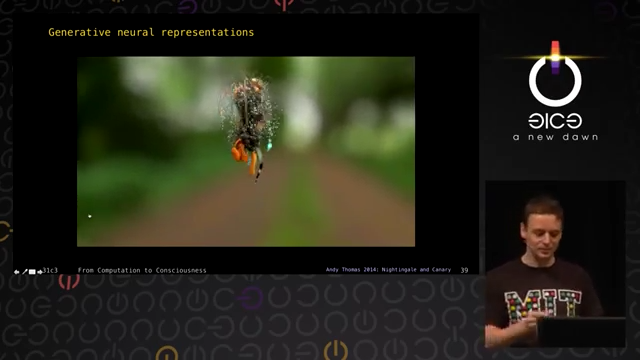 Generative neural representations
31c3
From Computation to Consciousness
Andy Thomas 2014: Nightingale and Canary
39
a new dawn
MIT